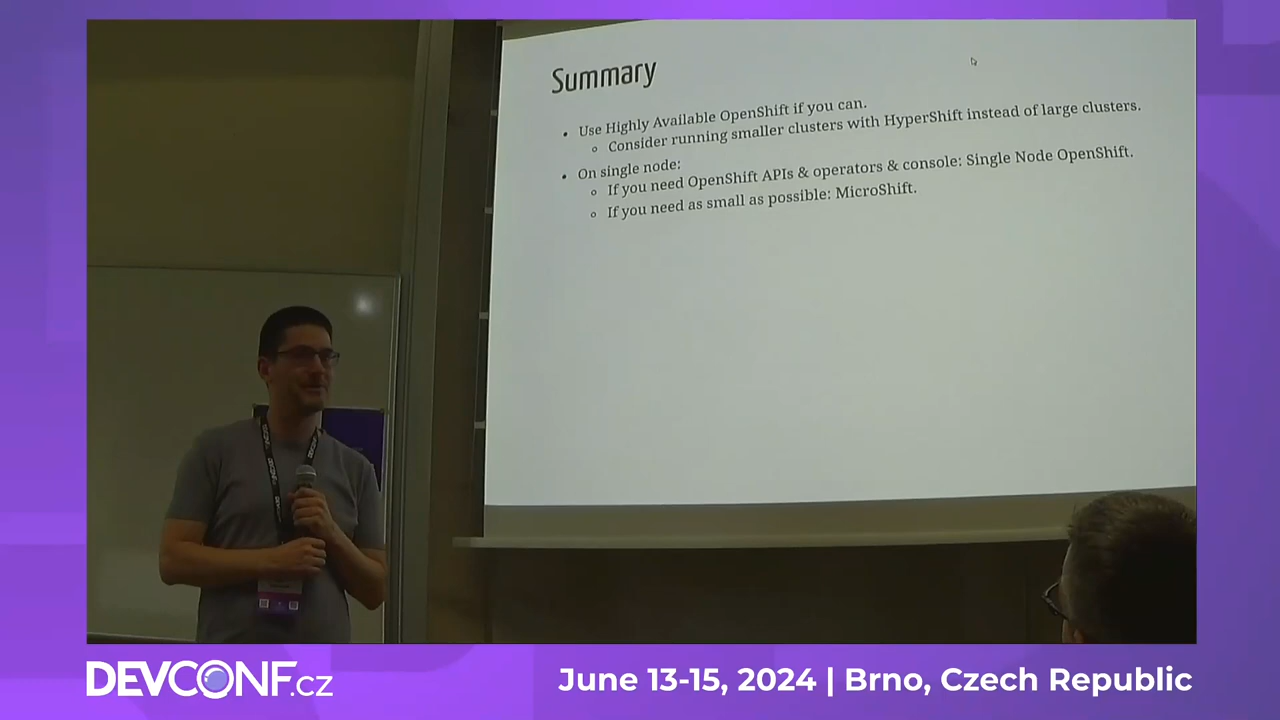 Summary
• Use Highly Available OpenShift if you can.
○ Consider running smaller clusters with HyperShift instead of large clusters.
• On single node:
○ If you need OpenShift APIs & operators & console: Single Node OpenShift.
○ If you need as small as possible: MicroShift.
DEVCONF.CZ
June 13-15, 2024 | Brno, Czech Republic